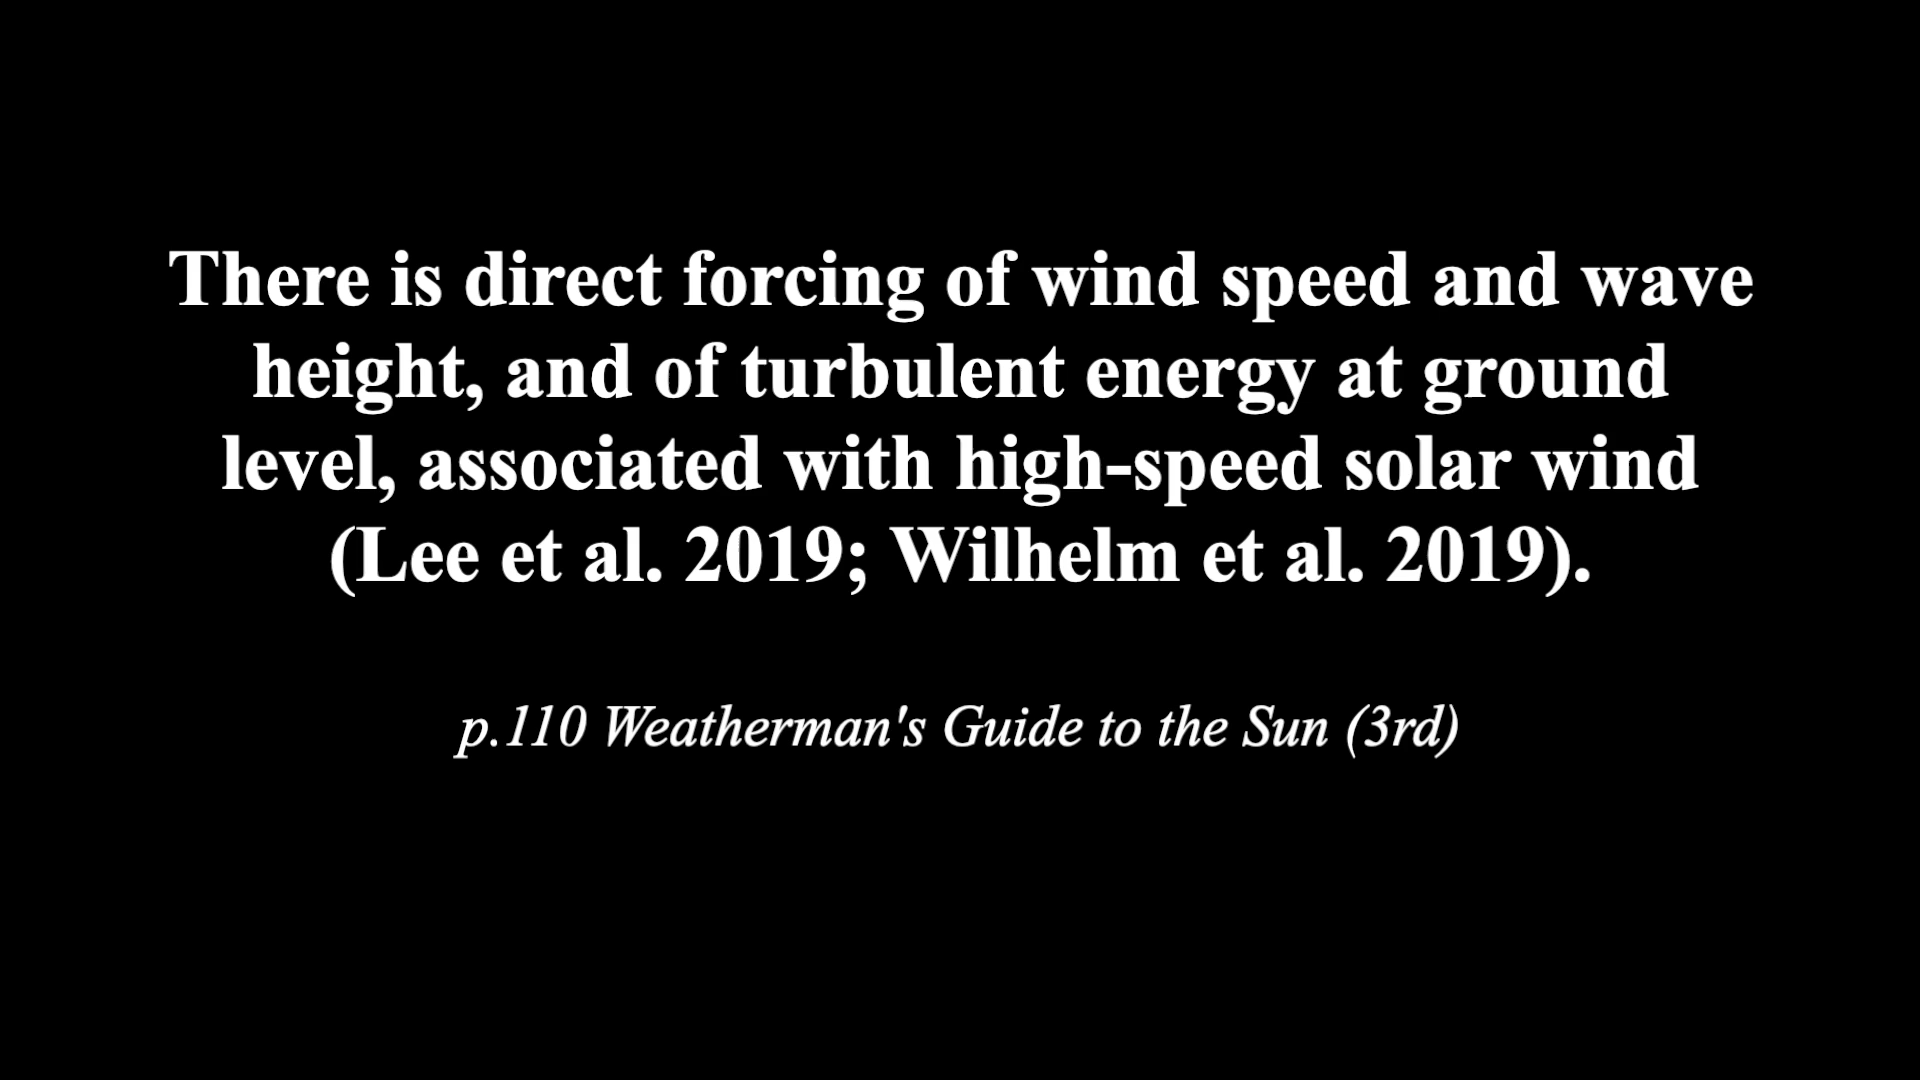 There is direct forcing of wind speed and wave
height, and of turbulent energy at ground
level, associated with high-speed solar wind
(Lee et al. 2019; Wilhelm et al. 2019).
p.110 Weatherman's Guide to the Sun (3rd)